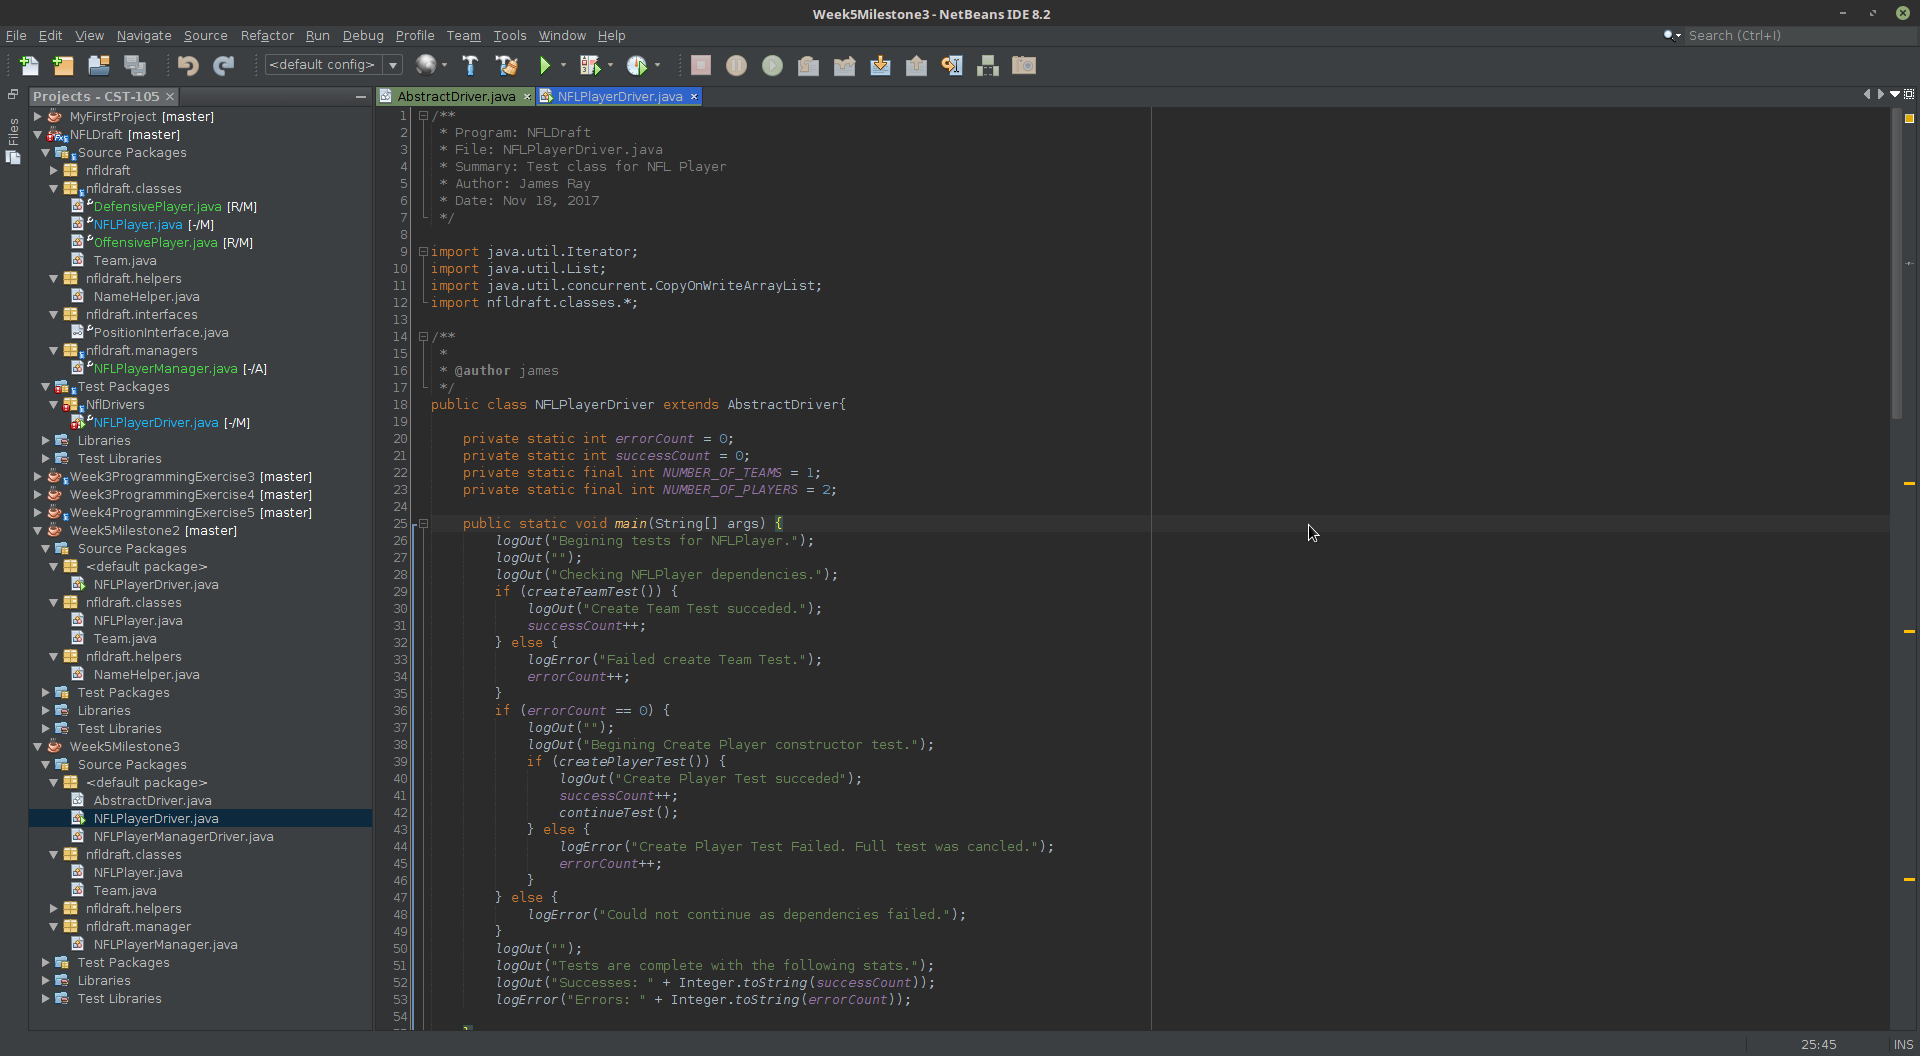 Week5Milestone3 - NetBeans IDE 8.2
File Edit View Navigate Source Refactor Run Debug Profile Team Tools Window Help
Search (Ctrl+I)
<default config>
Files
Projects - CST-105
MyFirstProject [master]
NFLDraft [master]
Source Packages
nfldraft
nfldraft.classes
DefensivePlayer.java [R/M]
NFLPlayer.java [-/M]
OffensivePlayer.java [R/M]
Team.java
nfldraft.helpers
NameHelper.java
nfldraft.interfaces
PositionInterface.java
nfldraft.managers
NFLPlayerManager.java [-/A]
Test Packages
NflDrivers
NFLPlayerDriver.java [-/M]
Libraries
Test Libraries
Week3ProgrammingExercise3 [master]
Week3ProgrammingExercise4 [master]
Week4ProgrammingExercise5 [master]
Week5Milestone2 [master]
Source Packages
<default package>
NFLPlayerDriver.java
nfldraft.classes
NFLPlayer.java
Team.java
nfldraft.helpers
NameHelper.java
Test Packages
Libraries
Test Libraries
Week5Milestone3
Source Packages
<default package>
AbstractDriver.java
NFLPlayerDriver.java
NFLPlayerManagerDriver.java
nfldraft.classes
NFLPlayer.java
Team.java
nfldraft.helpers
nfldraft.manager
NFLPlayerManager.java
Test Packages
Libraries
Test Libraries
AbstractDriver.java NFLPlayerDriver.java
1 /**
2 * Program: NFLDraft
3 * File: NFLPlayerDriver.java
4 * Summary: Test class for NFL Player
5 * Author: James Ray
6 * Date: Nov 18, 2017
7 */
8
9 import java.util.Iterator;
10 import java.util.List;
11 import java.util.concurrent.CopyOnWriteArrayList;
12 import nfldraft.classes.*;
13
14 /**
15 *
16 * @author james
17 */
18 public class NFLPlayerDriver extends AbstractDriver{
19
20 private static int errorCount = 0;
21 private static int successCount = 0;
22 private static final int NUMBER_OF_TEAMS = 1;
23 private static final int NUMBER_OF_PLAYERS = 2;
24
25 public static void main(String[] args) {
26 logOut("Begining tests for NFLPlayer.");
27 logOut("");
28 logOut("Checking NFLPlayer dependencies.");
29 if (createTeamTest()) {
30 logOut("Create Team Test succeded.");
31 successCount++;
32 } else {
33 logError("Failed create Team Test.");
34 errorCount++;
35 }
36 if (errorCount == 0) {
37 logOut("");
38 logOut("Begining Create Player constructor test.");
39 if (createPlayerTest()) {
40 logOut("Create Player Test succeded");
41 successCount++;
42 continueTest();
43 } else {
44 logError("Create Player Test Failed. Full test was cancled.");
45 errorCount++;
46 }
47 } else {
48 logError("Could not continue as dependencies failed.");
49 }
50 logOut("");
51 logOut("Tests are complete with the following stats.");
52 logOut("Successes: " + Integer.toString(successCount));
53 logError("Errors: " + Integer.toString(errorCount));
54
25:45 INS